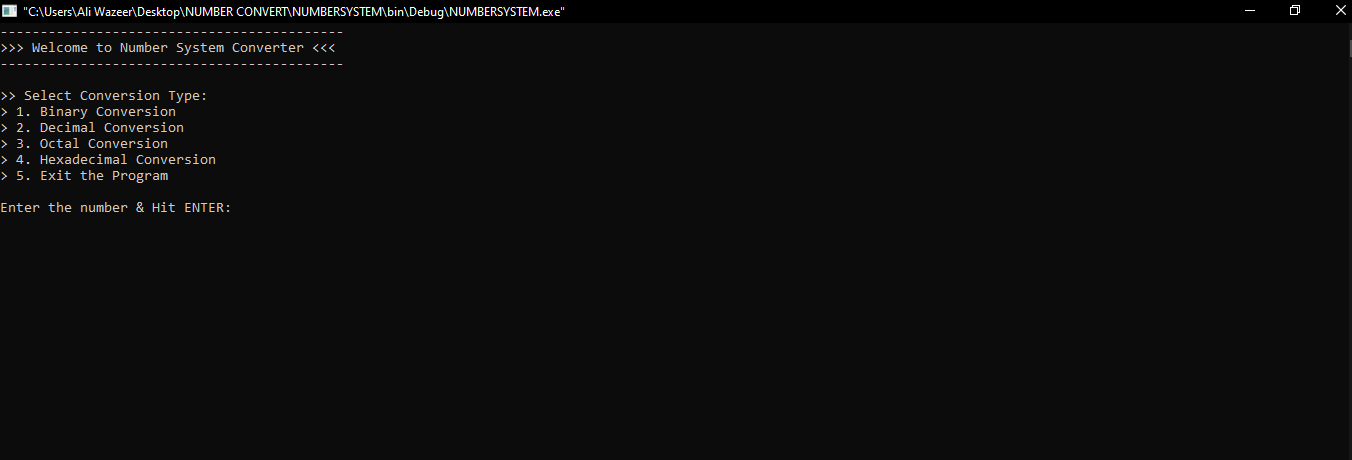 "C:\Users\Ali Wazeer\Desktop\NUMBER CONVERT\NUMBERSYSTEM\bin\Debug\NUMBERSYSTEM.exe"
-------------------------------------------
>>> Welcome to Number System Converter <<<
-------------------------------------------
>> Select Conversion Type:
> 1. Binary Conversion
> 2. Decimal Conversion
> 3. Octal Conversion
> 4. Hexadecimal Conversion
> 5. Exit the Program
Enter the number & Hit ENTER: